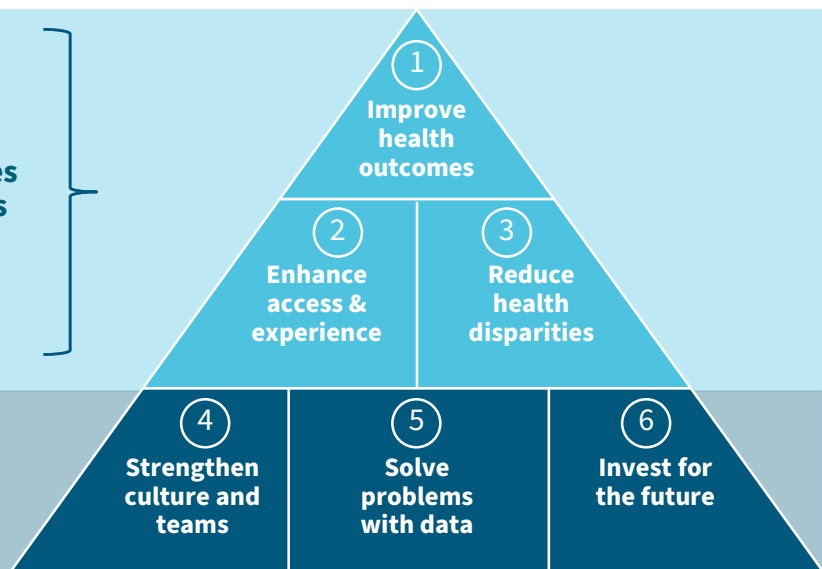 1
Improve
health
outcomes
2
Enhance
access &
experience
3
Reduce
health
disparities
4
Strengthen
culture and
teams
5
Solve
problems
with data
6
Invest for
the future